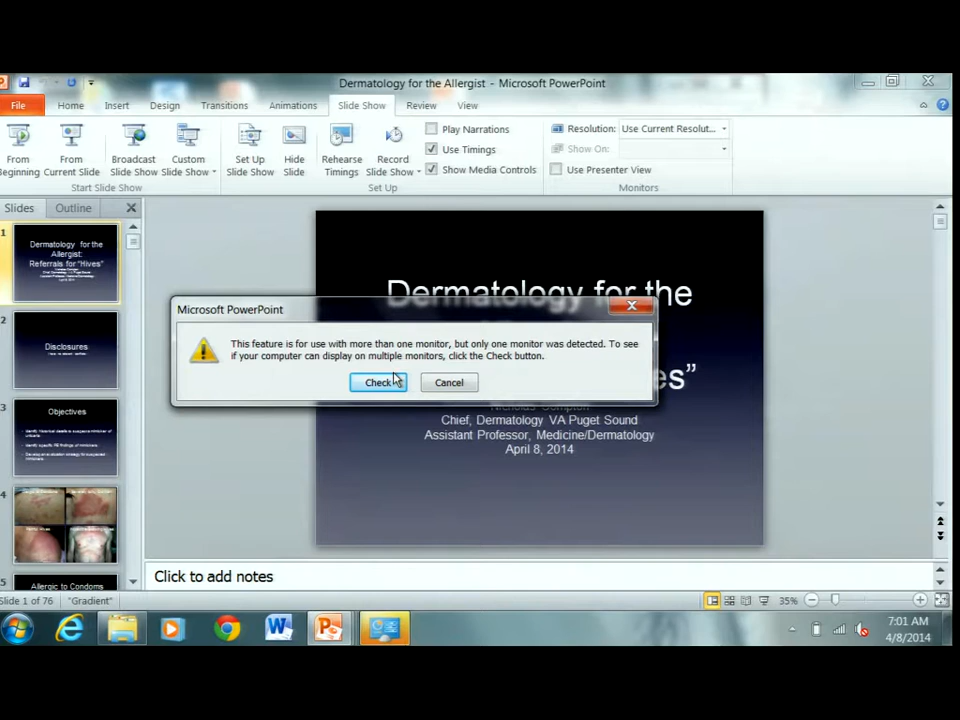 Dermatology for the Allergist - Microsoft PowerPoint
File Home Insert Design Transitions Animations Slide Show Review View
From Beginning
From Current Slide
Broadcast Slide Show
Custom Slide Show
Set Up Slide Show
Hide Slide
Rehearse Timings
Record Slide Show
Play Narrations
Use Timings
Show Media Controls
Resolution: Use Current Resolut...
Show On:
Use Presenter View
Start Slide Show
Set Up
Monitors
Slides Outline
1
Dermatology for the
Allergist:
Referrals for "Hives"
2
Disclosures
3
Objectives
4
5
Allergic to Condoms
Dermatology for the
es”
Chief, Dermatology VA Puget Sound
Assistant Professor, Medicine/Dermatology
April 8, 2014
Microsoft PowerPoint
This feature is for use with more than one monitor, but only one monitor was detected. To see
if your computer can display on multiple monitors, click the Check button.
Check Cancel
Click to add notes
Slide 1 of 76 "Gradient" 35%
7:01 AM
4/8/2014